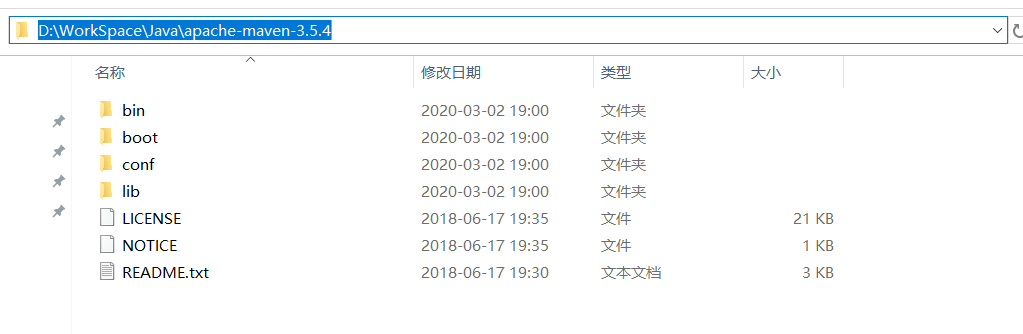 D:\WorkSpace\Java\apache-maven-3.5.4
名称 修改日期 类型 大小
bin 2020-03-02 19:00 文件夹
boot 2020-03-02 19:00 文件夹
conf 2020-03-02 19:00 文件夹
lib 2020-03-02 19:00 文件夹
LICENSE 2018-06-17 19:35 文件 21 KB
NOTICE 2018-06-17 19:35 文件 1 KB
README.txt 2018-06-17 19:30 文本文档 3 KB